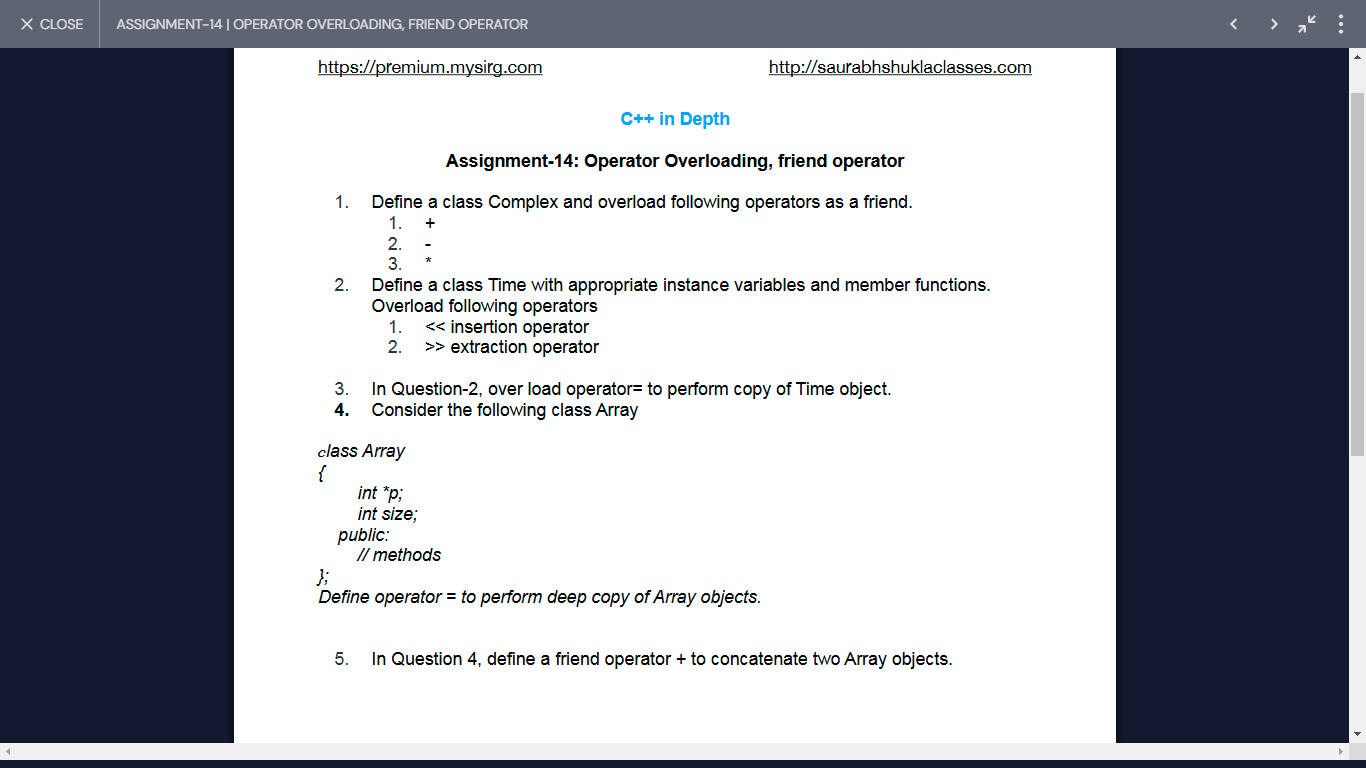 CLOSE
ASSIGNMENT-14 | OPERATOR OVERLOADING, FRIEND OPERATOR
https://premium.mysirg.com
http://saurabhshuklaclasses.com
C++ in Depth
Assignment-14: Operator Overloading, friend operator
1. Define a class Complex and overload following operators as a friend.
1. +
2. -
3. *
2. Define a class Time with appropriate instance variables and member functions.
Overload following operators
1. << insertion operator
2. >> extraction operator
3. In Question-2, over load operator= to perform copy of Time object.
4. Consider the following class Array
class Array
{
int *p;
int size;
public:
// methods
};
Define operator = to perform deep copy of Array objects.
5. In Question 4, define a friend operator + to concatenate two Array objects.